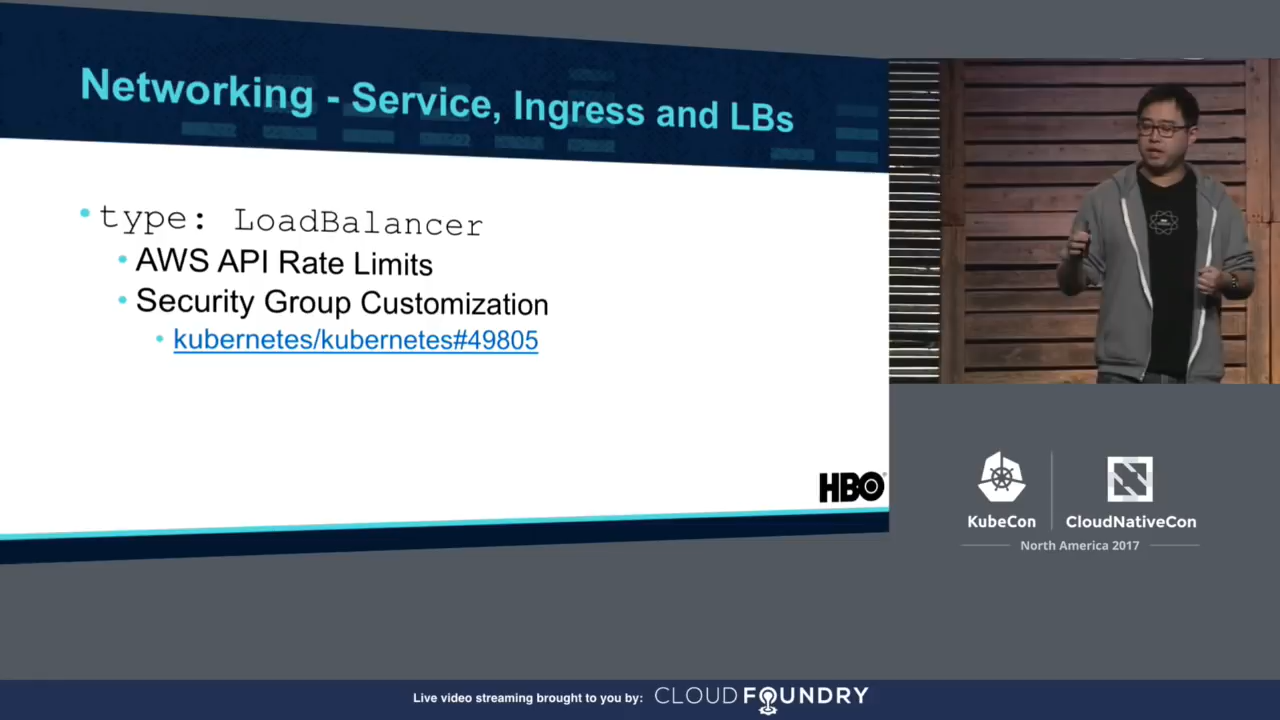 Networking - Service, Ingress and LBs
• type: LoadBalancer
• AWS API Rate Limits
• Security Group Customization
• kubernetes/kubernetes#49805
HBO
KubeCon
CloudNativeCon
North America 2017
Live video streaming brought to you by: CLOUD FOUNDRY